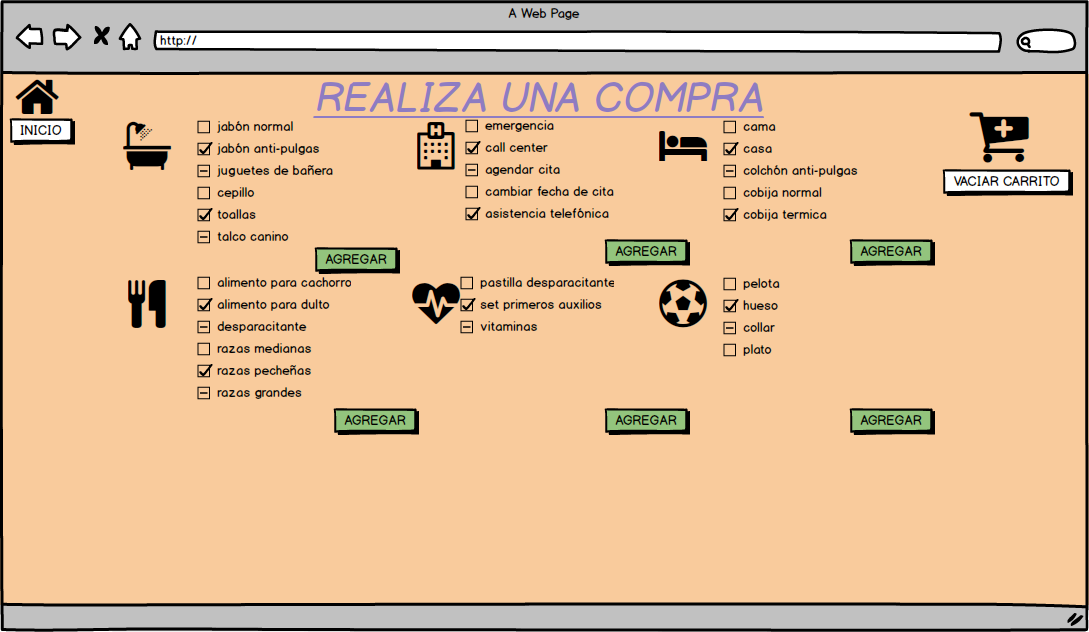 A Web Page
http://
REALIZA UNA COMPRA
INICIO
jabón normal
jabón anti-pulgas
juguetes de bañera
cepillo
toallas
talco canino
AGREGAR
emergencia
call center
agendar cita
cambiar fecha de cita
asistencia telefónica
AGREGAR
cama
casa
colchón anti-pulgas
cobija normal
cobija termica
AGREGAR
VACIAR CARRITO
alimento para cachorro
alimento para dulto
desparacitante
razas medianas
razas pecheñas
razas grandes
AGREGAR
pastilla desparacitante
set primeros auxilios
vitaminas
AGREGAR
pelota
hueso
collar
plato
AGREGAR